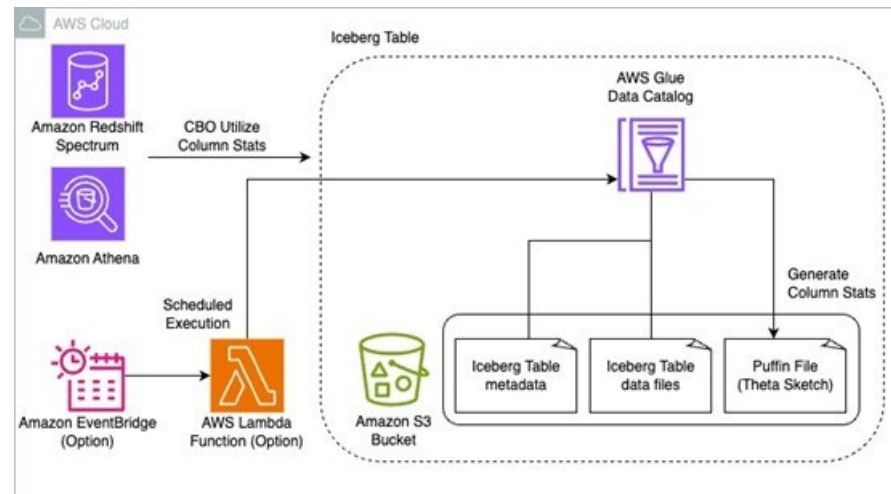 AWS Cloud
Iceberg Table
AWS Glue
Data Catalog
Amazon Redshift
Spectrum
CBO Utilize
Column Stats
Amazon Athena
Scheduled
Execution
Generate
Column Stats
Iceberg Table
metadata
Iceberg Table
data files
Puffin File
(Theta Sketch)
Amazon EventBridge
(Option)
AWS Lambda
Function (Option)
Amazon S3
Bucket